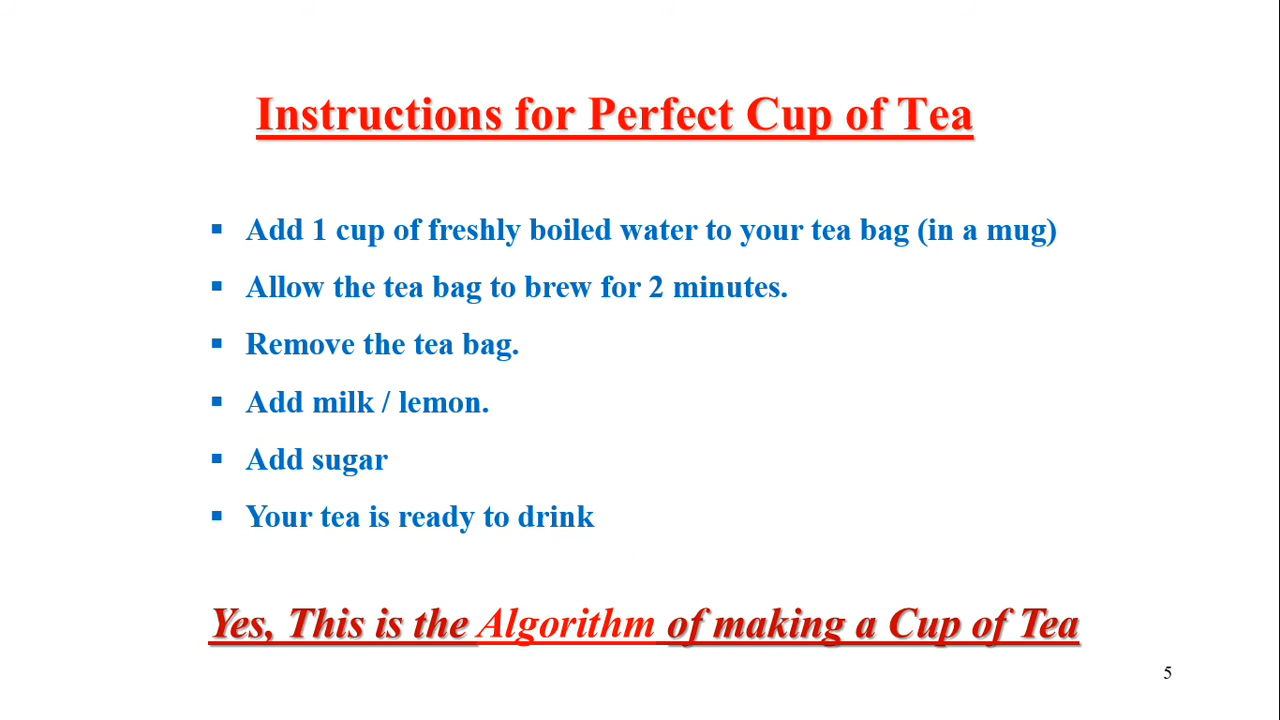 Instructions for Perfect Cup of Tea
▪ Add 1 cup of freshly boiled water to your tea bag (in a mug)
▪ Allow the tea bag to brew for 2 minutes.
▪ Remove the tea bag.
▪ Add milk / lemon.
▪ Add sugar
▪ Your tea is ready to drink
Yes, This is the Algorithm of making a Cup of Tea
5